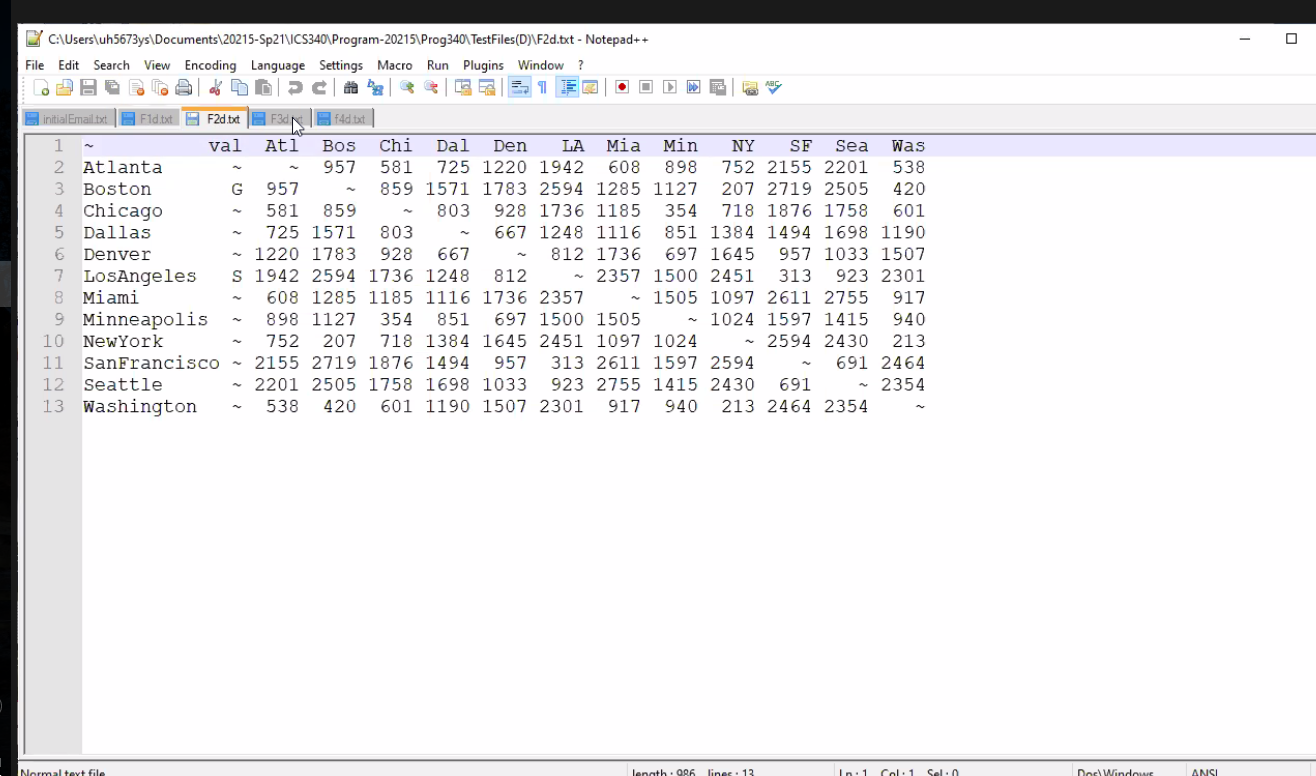 C:\Users\uh5673ys\Documents\20215-Sp21\ICS340\Program-20215\Prog340\TestFiles(D)\F2d.txt - Notepad++
File Edit Search View Encoding Language Settings Macro Run Plugins Window ?
initialEmail.txt F1d.txt F2d.txt F3d.txt f4d.txt
1 ~ val Atl Bos Chi Dal Den LA Mia Min NY SF Sea Was
2 Atlanta ~ ~ 957 581 725 1220 1942 608 898 752 2155 2201 538
3 Boston G 957 ~ 859 1571 1783 2594 1285 1127 207 2719 2505 420
4 Chicago ~ 581 859 ~ 803 928 1736 1185 354 718 1876 1758 601
5 Dallas ~ 725 1571 803 ~ 667 1248 1116 851 1384 1494 1698 1190
6 Denver ~ 1220 1783 928 667 ~ 812 1736 697 1645 957 1033 1507
7 LosAngeles S 1942 2594 1736 1248 812 ~ 2357 1500 2451 313 923 2301
8 Miami ~ 608 1285 1185 1116 1736 2357 ~ 1505 1097 2611 2755 917
9 Minneapolis ~ 898 1127 354 851 697 1500 1505 ~ 1024 1597 1415 940
10 NewYork ~ 752 207 718 1384 1645 2451 1097 1024 ~ 2594 2430 213
11 SanFrancisco ~ 2155 2719 1876 1494 957 313 2611 1597 2594 ~ 691 2464
12 Seattle ~ 2201 2505 1758 1698 1033 923 2755 1415 2430 691 ~ 2354
13 Washington ~ 538 420 601 1190 1507 2301 917 940 213 2464 2354 ~
Normal text file length : 986 lines : 13 Ln : 1 Col : 1 Sel : 0 Dos\Windows ANSI